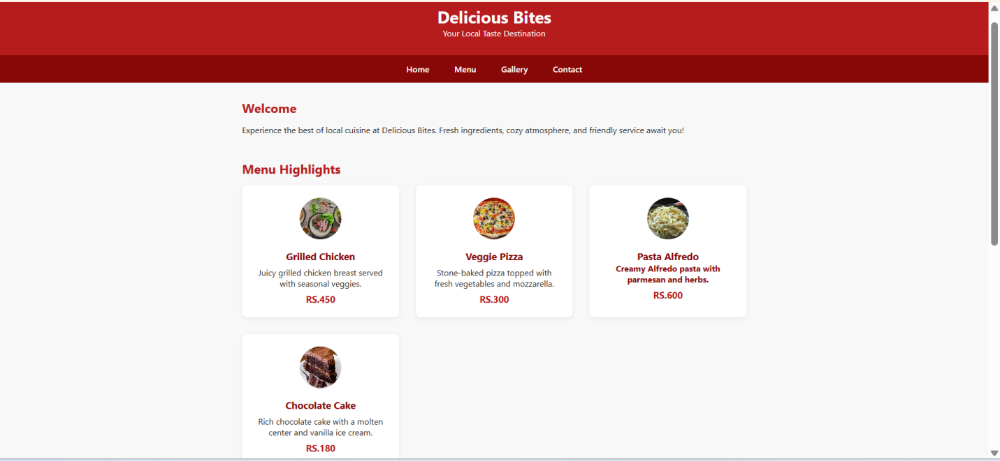 Delicious Bites
Your Local Taste Destination
Home Menu Gallery Contact
Welcome
Experience the best of local cuisine at Delicious Bites. Fresh ingredients, cozy atmosphere, and friendly service await you!
Menu Highlights
Grilled Chicken
Juicy grilled chicken breast served
with seasonal veggies.
RS.450
Veggie Pizza
Stone-baked pizza topped with
fresh vegetables and mozzarella.
RS.300
Pasta Alfredo
Creamy Alfredo pasta with
parmesan and herbs.
RS.600
Chocolate Cake
Rich chocolate cake with a molten
center and vanilla ice cream.
RS.180